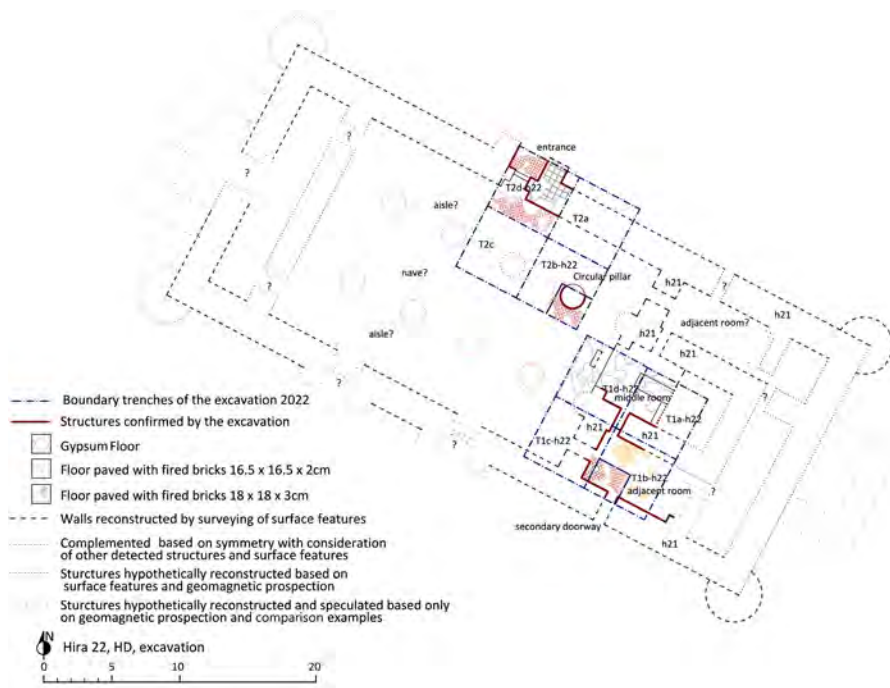 entrance
?
?
T2d-h22
aisle?
T2a
T2c
T2b-h22
nave?
Circular pillar
h21
?
?
h21
adjacent room?
h21
aisle?
h21
?
T1d-h22
middle room
?
T1a-h22
h21
h21
T1c-h22
?
T1b-h22
adjacent room
?
secondary doorway
h21
Boundary trenches of the excavation 2022
Structures confirmed by the excavation
Gypsum Floor
Floor paved with fired bricks 16.5 x 16.5 x 2cm
Floor paved with fired bricks 18 x 18 x 3cm
Walls reconstructed by surveying of surface features
Complemented based on symmetry with consideration
of other detected structures and surface features
Sturctures hypothetically reconstructed based on
surface features and geomagnetic prospection
Sturctures hypothetically reconstructed and speculated based only
on geomagnetic prospection and comparison examples
N
Hira 22, HD, excavation
0 5 10 20